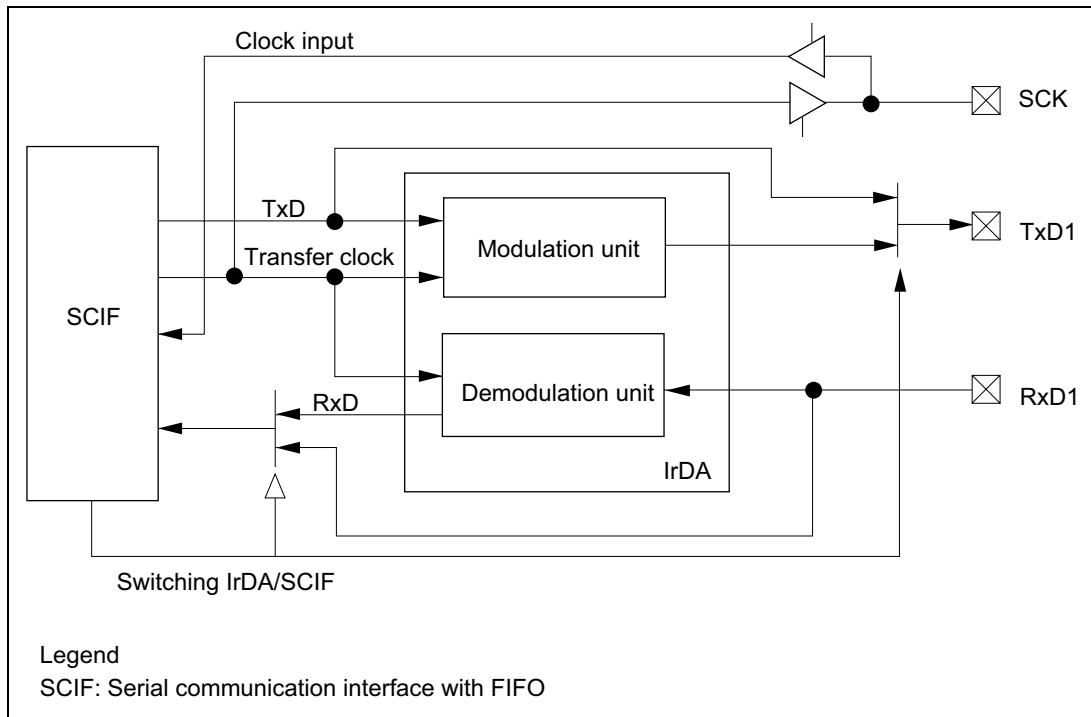 Clock input
SCK
TxD
Modulation unit
TxD1
Transfer clock
SCIF
Demodulation unit
RxD
RxD1
IrDA
Switching IrDA/SCIF
Legend
SCIF: Serial communication interface with FIFO